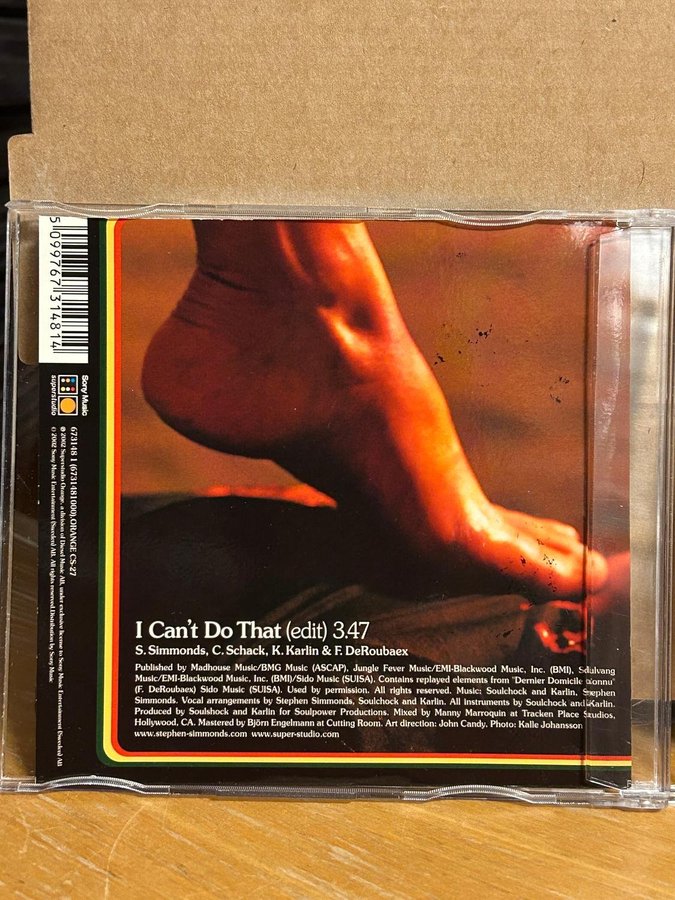 5 099767 314814
Sony Music
superstudio
673148 1 (6731481000), ORANGE CS-27
℗ 2002 Superstudio Orange, a division of Diesel Music AB, under exclusive license to Sony Music Entertainment (Sweden) AB
© 2002 Sony Music Entertainment (Sweden) AB. All rights reserved. Distribution by Sony Music
I Can't Do That (edit) 3.47
S. Simmonds, C. Schack, K. Karlin & F. DeRoubaex
Published by Madhouse Music/BMG Music (ASCAP), Jungle Fever Music/EMI-Blackwood Music, Inc. (BMI), Soulvang
Music/EMI-Blackwood Music, Inc. (BMI)/Sido Music (SUISA). Contains replayed elements from "Dernier Domicile
(F. DeRoubaex) Sido Music (SUISA). Used by permission. All rights reserved. Music: Soulchock and Karlin, Stephen
Simmonds. Vocal arrangements by Stephen Simmonds, Soulchock and Karlin. All instruments by Soulchock and Karlin.
Produced by Soulshock and Karlin for Soulpower Productions. Mixed by Manny Marroquin at Tracken Place Studios,
Hollywood, CA. Mastered by Björn Engelmann at Cutting Room. Art direction: John Candy. Photo: Kalle Johansson
www.stephen-simmonds.com www.super-studio.com